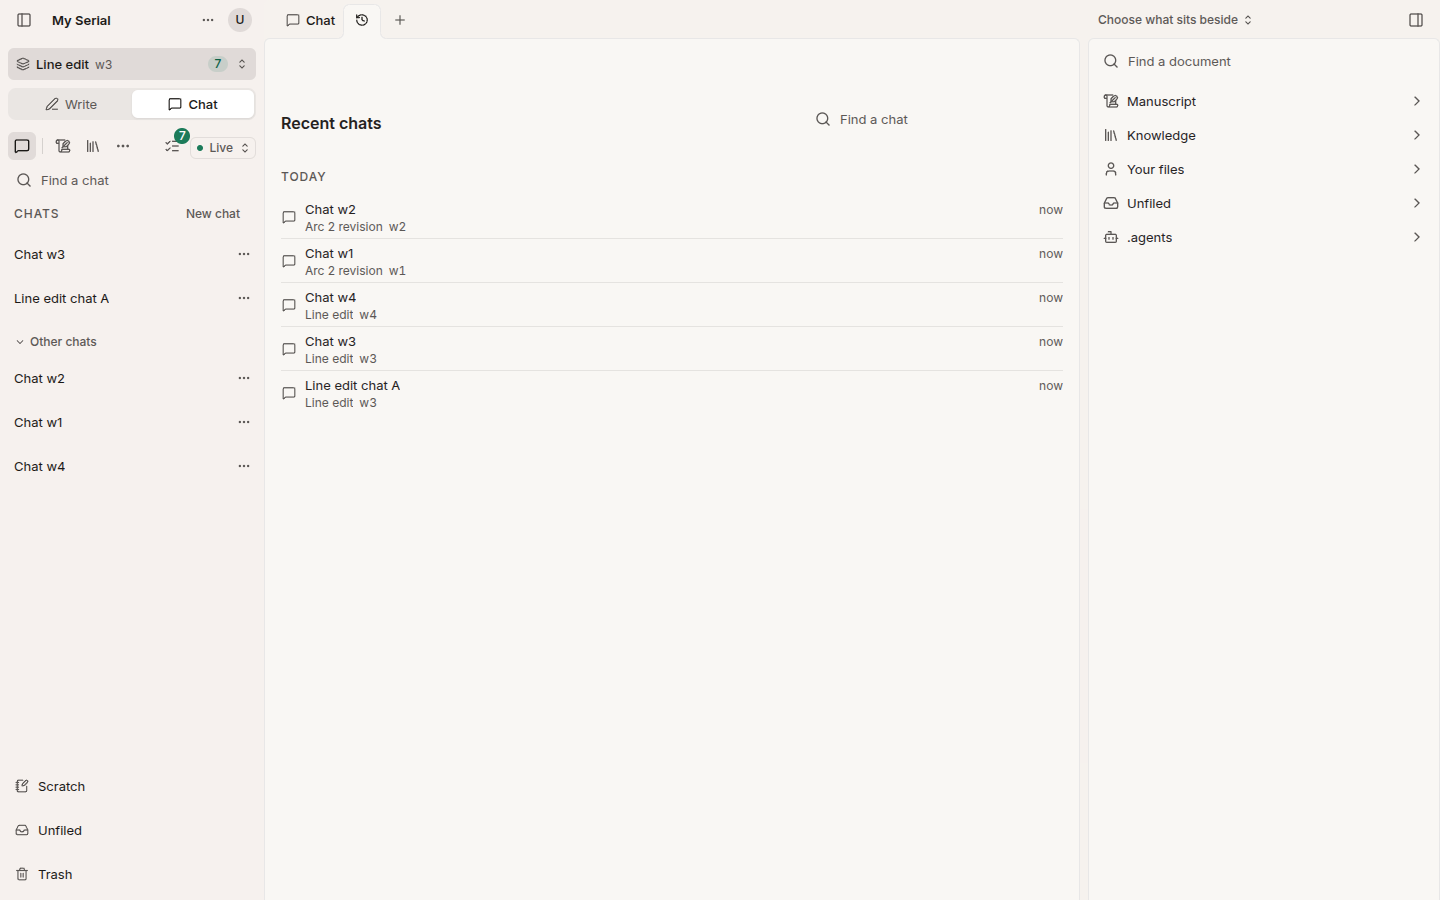 My Serial
U
Line edit w3
7
Write
Chat
7
Live
Find a chat
CHATS
New chat
Chat w3
Line edit chat A
Other chats
Chat w2
Chat w1
Chat w4
Scratch
Unfiled
Trash
Chat
Recent chats
Find a chat
TODAY
Chat w2
now
Arc 2 revision w2
Chat w1
now
Arc 2 revision w1
Chat w4
now
Line edit w4
Chat w3
now
Line edit w3
Line edit chat A
now
Line edit w3
Choose what sits beside
Find a document
Manuscript
Knowledge
Your files
Unfiled
.agents